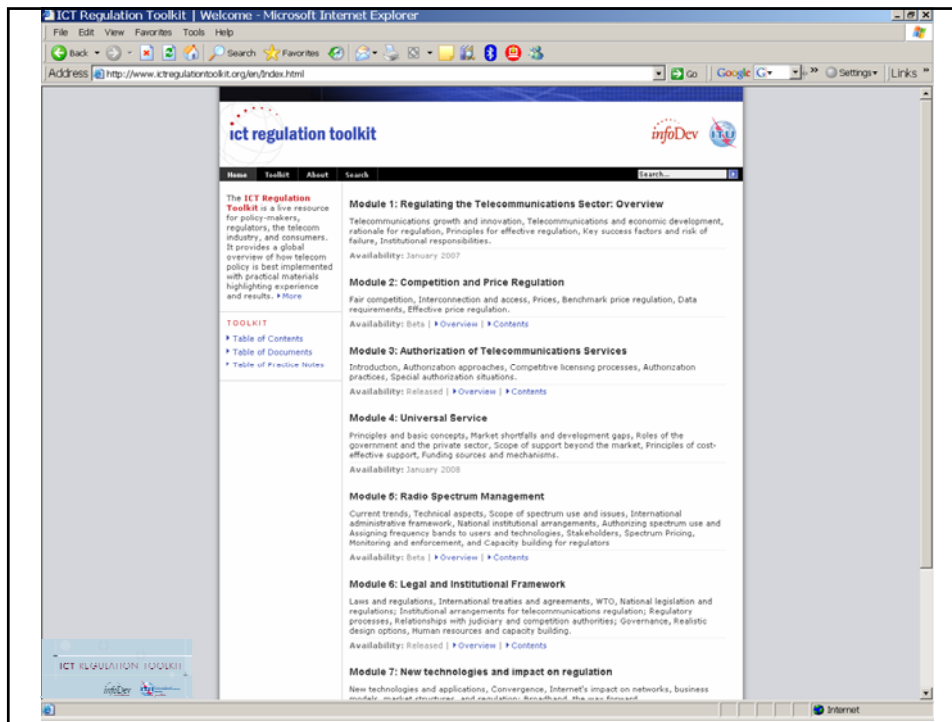 ICT Regulation Toolkit | Welcome - Microsoft Internet Explorer
File Edit View Favorites Tools Help
Back Search Favorites
Address http://www.ictregulationtoolkit.org/en/Index.html Go Google G Settings Links »
ict regulation toolkit
infoDev ITU
Home Toolkit About Search Search...
The ICT Regulation
Toolkit is a live resource
for policy-makers,
regulators, the telecom
industry, and consumers.
It provides a global
overview of how telecom
policy is best implemented
with practical materials
highlighting experience
and results. More
TOOLKIT
Table of Contents
Table of Documents
Table of Practice Notes
Module 1: Regulating the Telecommunications Sector: Overview
Telecommunications growth and innovation, Telecommunications and economic development,
rationale for regulation, Principles for effective regulation, Key success factors and risk of
failure, Institutional responsibilities.
Availability: January 2007
Module 2: Competition and Price Regulation
Fair competition, Interconnection and access, Prices, Benchmark price regulation, Data
requirements, Effective price regulation.
Availability: Beta | Overview | Contents
Module 3: Authorization of Telecommunications Services
Introduction, Authorization approaches, Competitive licensing processes, Authorization
practices, Special authorization situations.
Availability: Released | Overview | Contents
Module 4: Universal Service
Principles and basic concepts, Market shortfalls and development gaps, Roles of the
government and the private sector, Scope of support beyond the market, Principles of cost-
effective support, Funding sources and mechanisms.
Availability: January 2008
Module 5: Radio Spectrum Management
Current trends, Technical aspects, Scope of spectrum use and issues, International
administrative framework, National institutional arrangements, Authorizing spectrum use and
Assigning frequency bands to users and technologies, Stakeholders, Spectrum Pricing,
Monitoring and enforcement, and Capacity building for regulators
Availability: Beta | Overview | Contents
Module 6: Legal and Institutional Framework
Laws and regulations, International treaties and agreements, WTO, National legislation and
regulations; Institutional arrangements for telecommunications regulation; Regulatory
processes, Relationships with judiciary and competition authorities; Governance, Realistic
design options, Human resources and capacity building.
Availability: Released | Overview | Contents
Module 7: New technologies and impact on regulation
New technologies and applications, Convergence, Internet's impact on networks, business
models, market structures, and regulation; Broadband, the way forward
ICT REGULATION TOOLKIT
infoDev
Internet